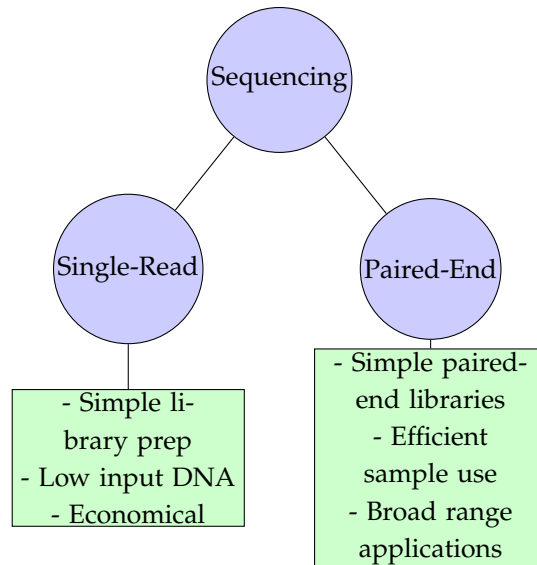 Sequencing
Single-Read
Paired-End
- Simple li-
brary prep
- Low input DNA
- Economical
- Simple paired-
end libraries
- Efficient
sample use
- Broad range
applications